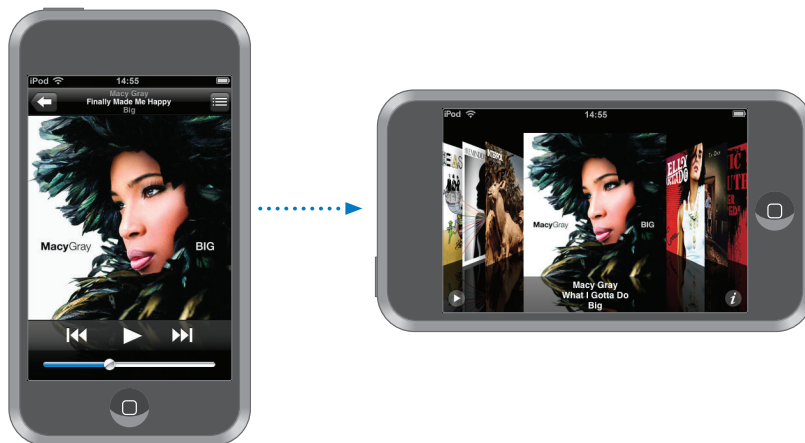 iPod 14:55
Macy Gray
Finally Made Me Happy
Big
MacyGray BIG
iPod 14:55
MacyGray BIG
Macy Gray
What I Gotta Do
Big
i